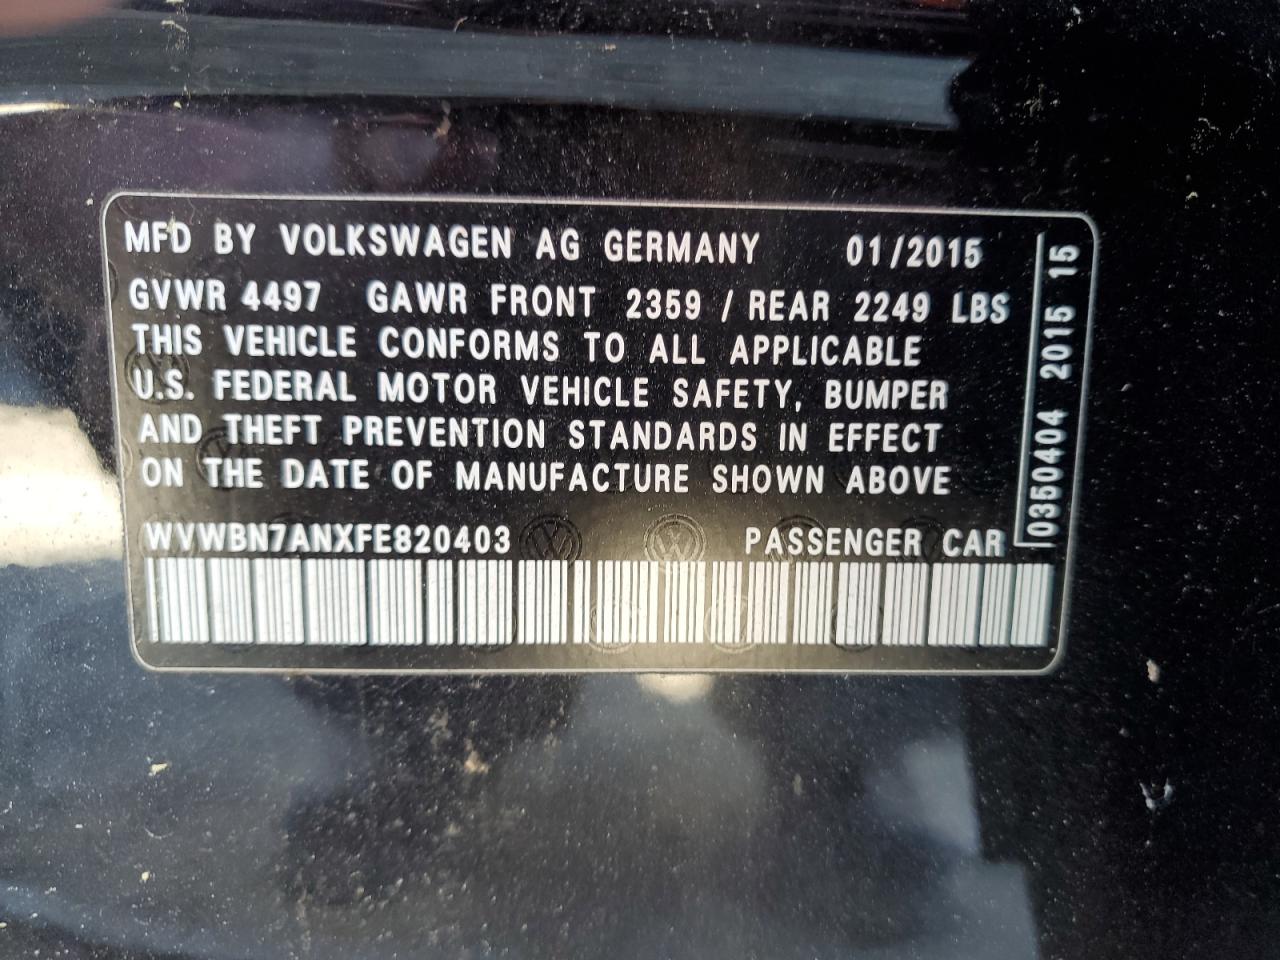 MFD BY VOLKSWAGEN AG GERMANY 01/2015
GVWR 4497 GAWR FRONT 2359 / REAR 2249 LBS
THIS VEHICLE CONFORMS TO ALL APPLICABLE
U.S. FEDERAL MOTOR VEHICLE SAFETY, BUMPER
AND THEFT PREVENTION STANDARDS IN EFFECT
ON THE DATE OF MANUFACTURE SHOWN ABOVE
WVWBN7ANXFE820403 PASSENGER CAR
0350404 2015 15